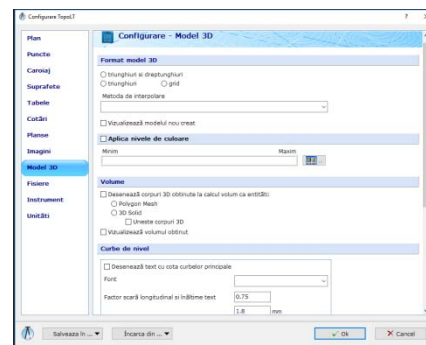 Configurare TopoLT
?
Plan
Puncte
Caroiaj
Suprafete
Tabele
Cotări
Planse
Imagini
Model 3D
Fisiere
Instrument
Unităti
Configurare - Model 3D
Format model 3D
triunghiuri si dreptunghiuri
triunghiuri grid
Metoda de interpolare
Vizualizează modelul nou creat
Aplica nivele de culoare
Minim Maxim
Volume
Desenează corpuri 3D obtinute la calcul volum ca entităti:
Polygon Mesh
3D Solid
Uneste corpuri 3D
Vizualizează volumul obtinut
Curbe de nivel
Desenează text cu cota curbelor principale
Font
Factor scară longitudinal si înăltime text 0.75
1.8 mm
Salveaza în ... Încarca din ... Ok Cancel